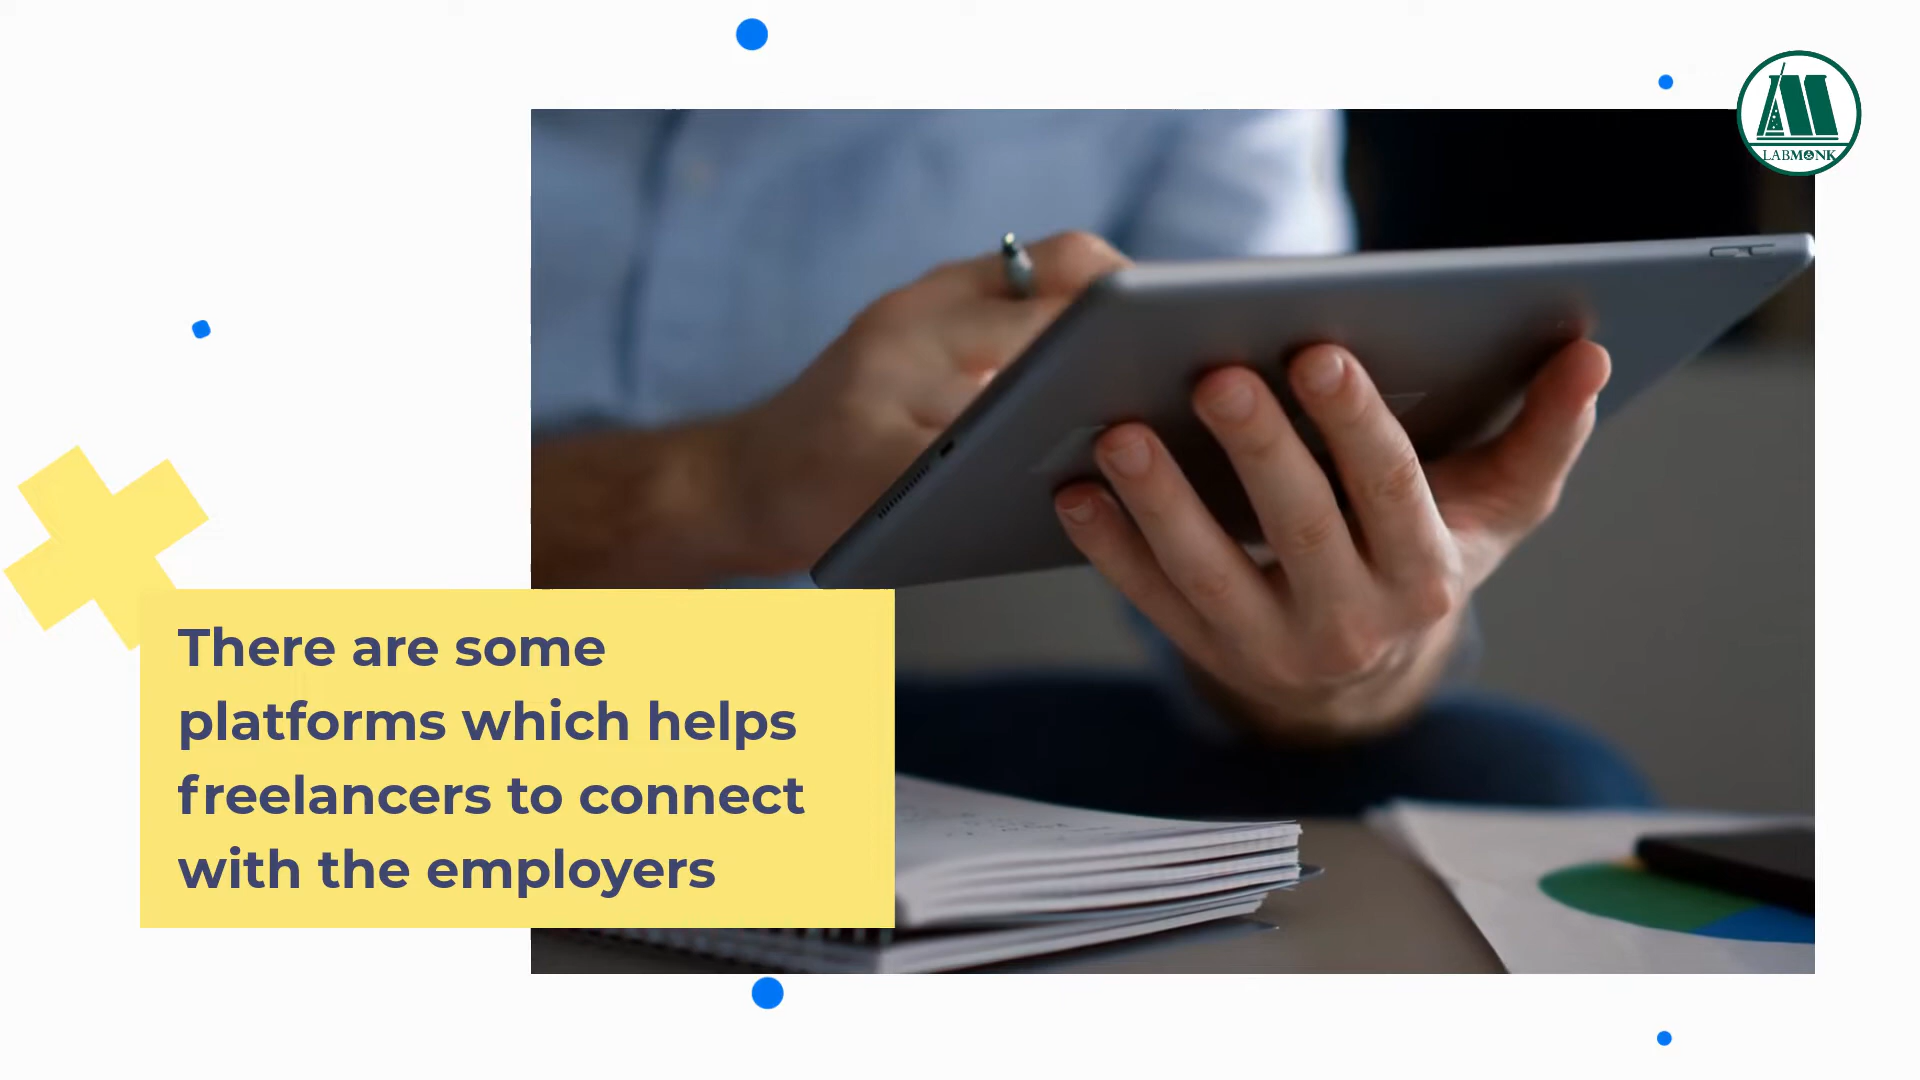 LABMONK
There are some
platforms which helps
freelancers to connect
with the employers